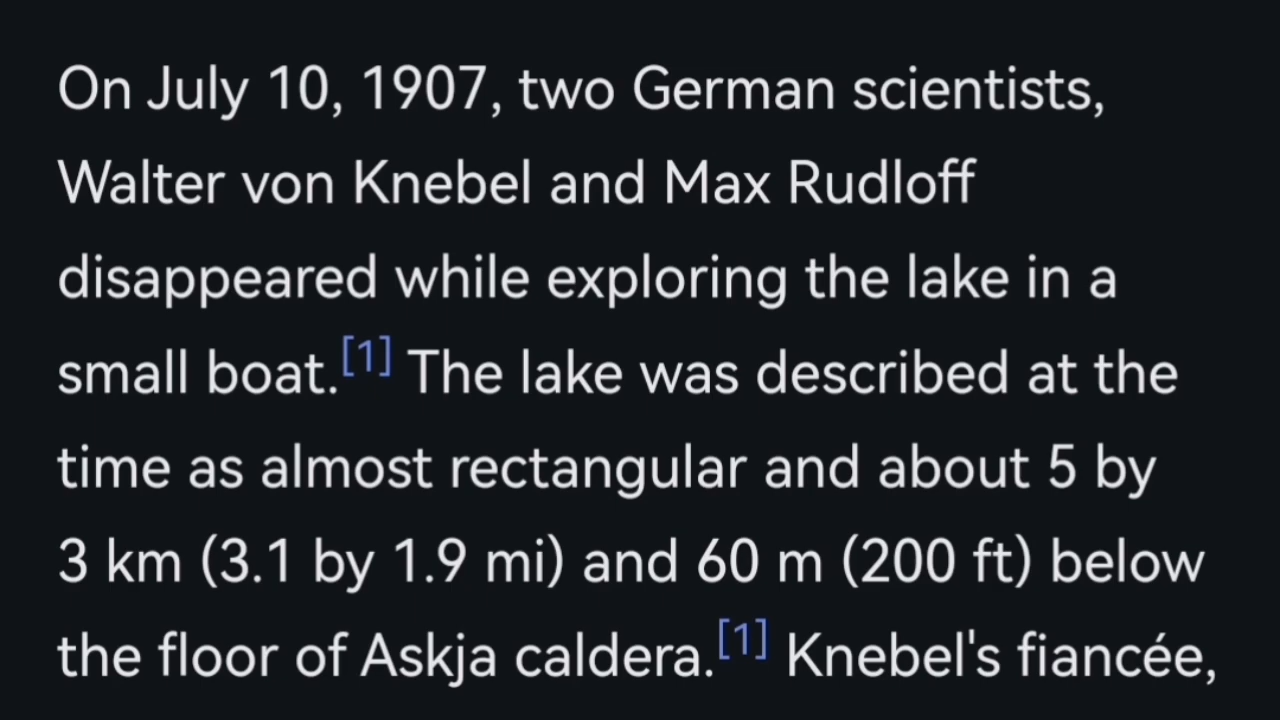 On July 10, 1907, two German scientists,
Walter von Knebel and Max Rudloff
disappeared while exploring the lake in a
small boat.[1] The lake was described at the
time as almost rectangular and about 5 by
3 km (3.1 by 1.9 mi) and 60 m (200 ft) below
the floor of Askja caldera.[1] Knebel's fiancée,